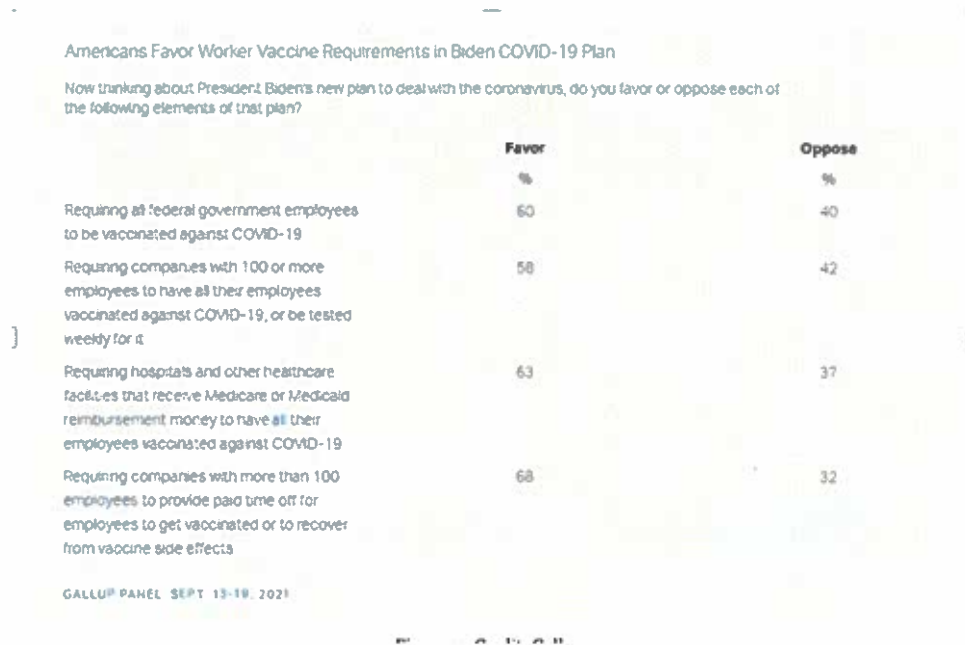 Americans Favor Worker Vaccine Requirements in Biden COVID-19 Plan
Now thinking about President Biden's new plan to deal with the coronavirus, do you favor or oppose each of
the following elements of that plan?
Favor Oppose
% %
Requiring all federal government employees 60 40
to be vaccinated against COVID-19
Requiring companies with 100 or more 58 42
employees to have all their employees
vaccinated against COVID-19, or be tested
weekly for it
Requiring hospitals and other healthcare 63 37
facilities that receive Medicare or Medicaid
reimbursement money to have all their
employees vaccinated against COVID-19
Requiring companies with more than 100 68 32
employees to provide paid time off for
employees to get vaccinated or to recover
from vaccine side effects
GALLUP PANEL SEPT 13-19, 2021